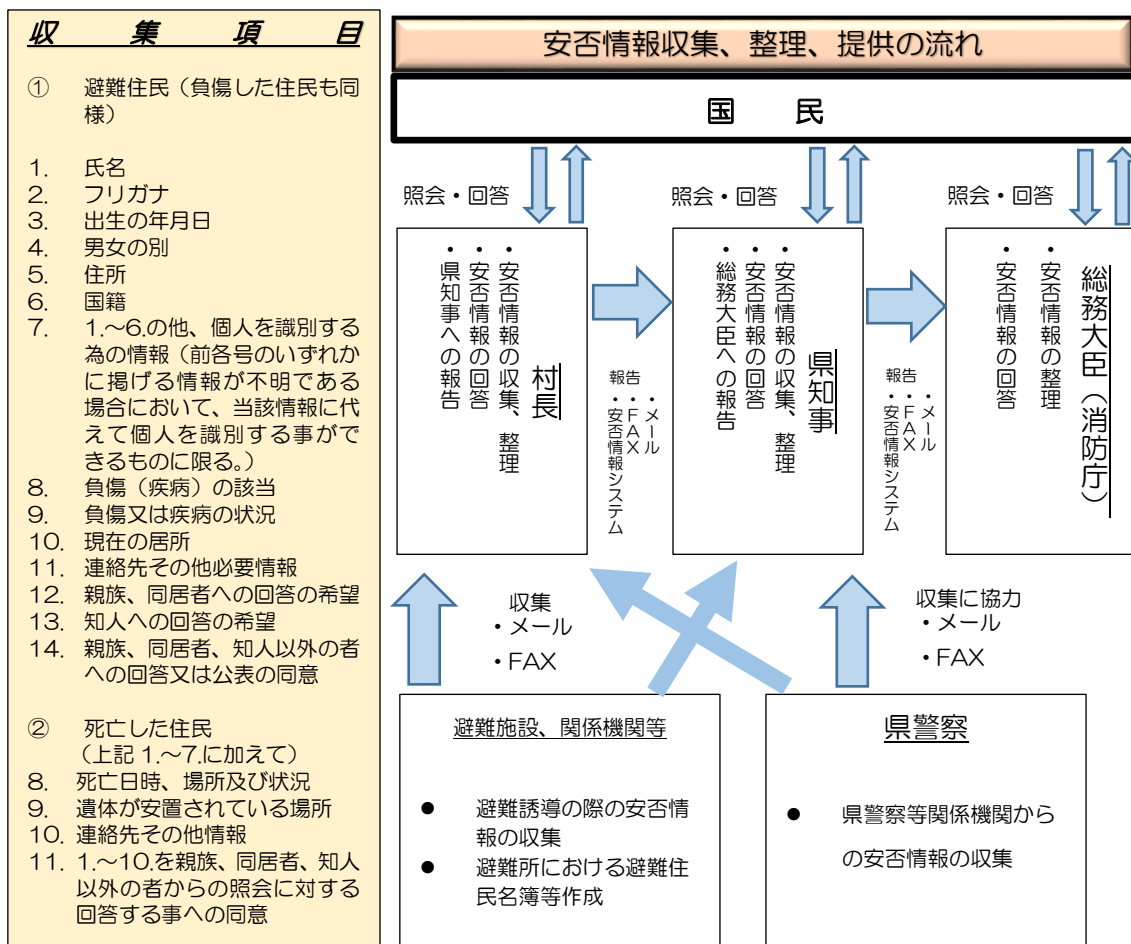 収集項目
① 避難住民（負傷した住民も同
様）
1. 氏名
2. フリガナ
3. 出生の年月日
4. 男女の別
5. 住所
6. 国籍
7. 1.～6.の他、個人を識別する
為の情報（前各号のいずれか
に掲げる情報が不明である
場合において、当該情報に代
えて個人を識別する事がで
きるものに限る。）
8. 負傷（疾病）の該当
9. 負傷又は疾病の状況
10. 現在の居所
11. 連絡先その他必要情報
12. 親族、同居者への回答の希望
13. 知人への回答の希望
14. 親族、同居者、知人以外の者
への回答又は公表の同意
② 死亡した住民
（上記 1.～7.に加えて）
8. 死亡日時、場所及び状況
9. 遺体が安置されている場所
10. 連絡先その他情報
11. 1.～10.を親族、同居者、知人
以外の者からの照会に対する
回答する事への同意
安否情報収集、整理、提供の流れ
国 民
照会・回答
照会・回答
照会・回答
村長
・安否情報の収集、整理
・安否情報の回答
・県知事への報告
報告
・メール
・ＦＡＸ
・安否情報システム
県知事
・安否情報の収集、整理
・安否情報の回答
・総務大臣への報告
報告
・メール
・ＦＡＸ
・安否情報システム
総務大臣（消防庁）
・安否情報の整理
・安否情報の回答
収集
・メール
・FAX
収集に協力
・メール
・FAX
避難施設、関係機関等
● 避難誘導の際の安否情
報の収集
● 避難所における避難住
民名簿等作成
県警察
● 県警察等関係機関から
の安否情報の収集